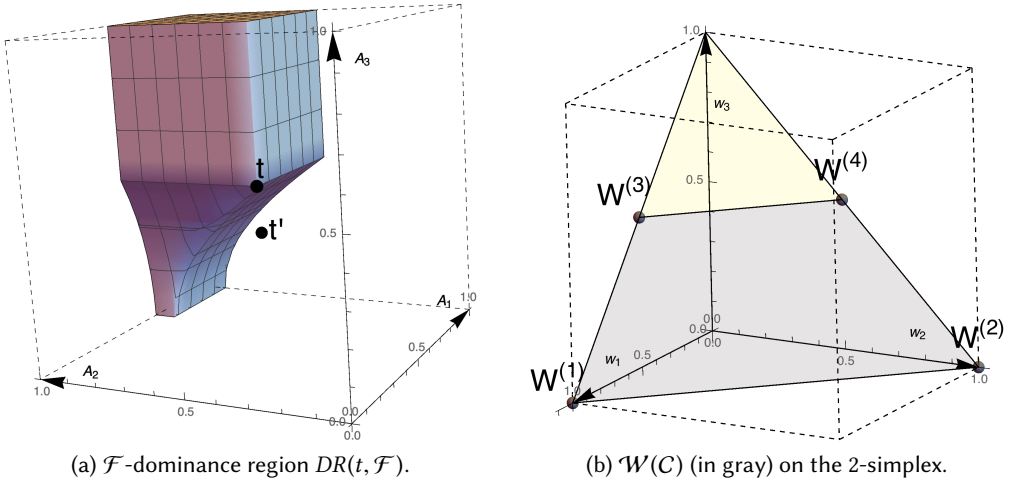 1.0
A₃
t
t'
0.5
A₁
1.0
0.5
A₂
1.0
0.5
0.0
0.0
(a) ℱ-dominance region DR(t, ℱ).
1.0
w₃
W⁽⁴⁾
W⁽³⁾
0.5
0.0
0.0
0.0
w₂
W⁽²⁾
w₁
0.5
0.5
W⁽¹⁾
1.0
1.0
(b) 𝒲(C) (in gray) on the 2-simplex.